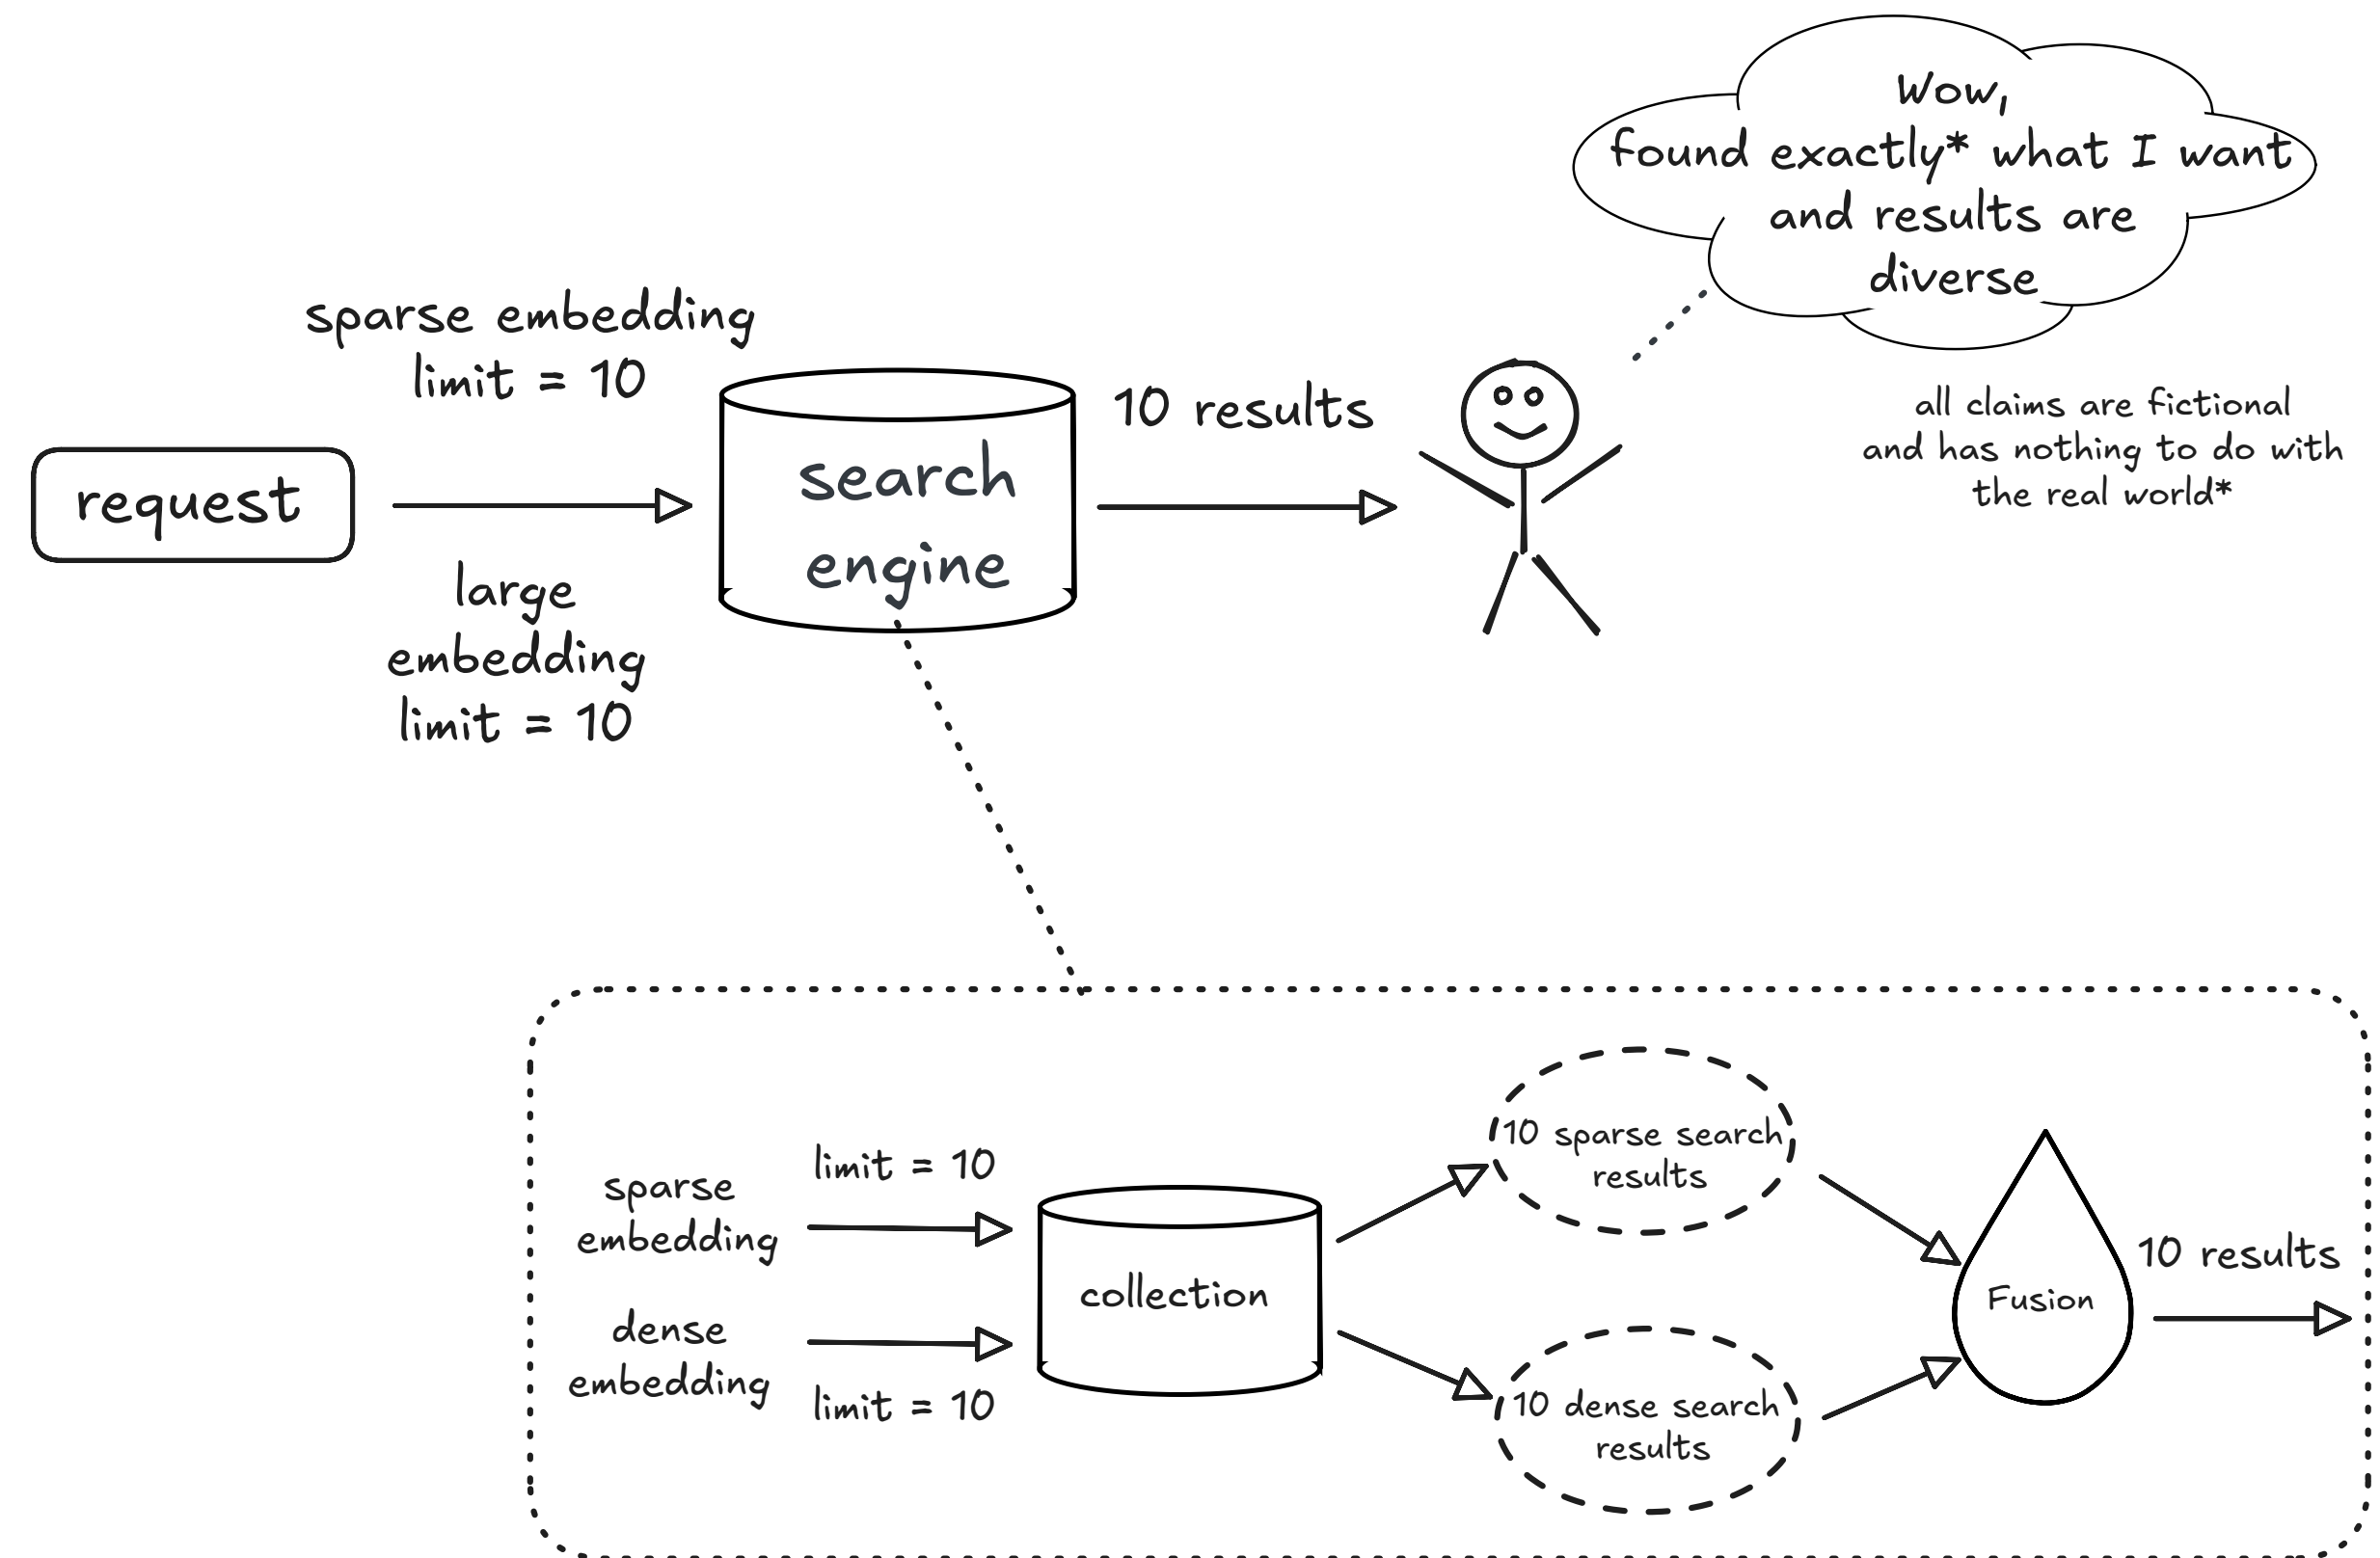 Wow,
found exactly* what I want
and results are
diverse
sparse embedding
limit = 10
10 results
all claims are fictional
and has nothing to do with
the real world*
request
search
engine
large
embedding
limit = 10
10 sparse search
results
limit = 10
sparse
embedding
10 results
collection
Fusion
dense
embedding
limit = 10
10 dense search
results